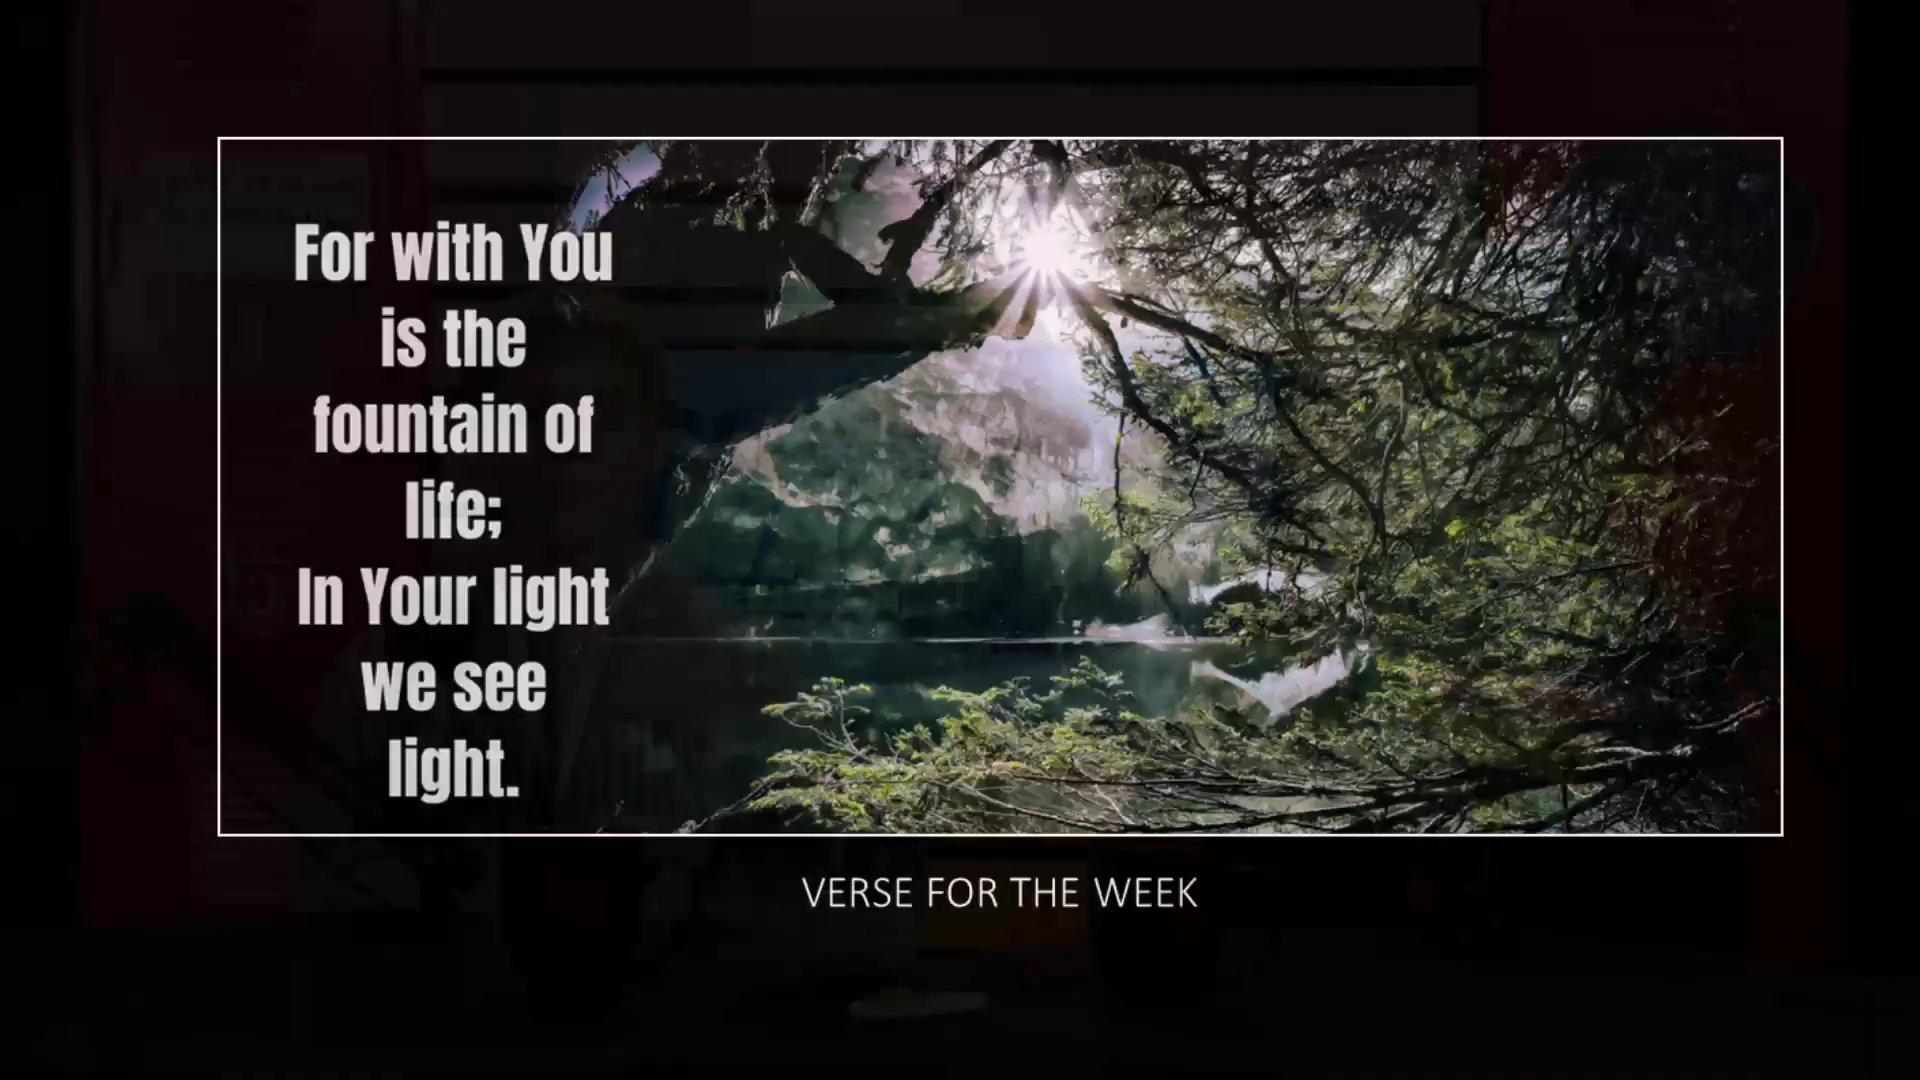 For with You
is the
fountain of
life;
In Your light
we see
light.
VERSE FOR THE WEEK